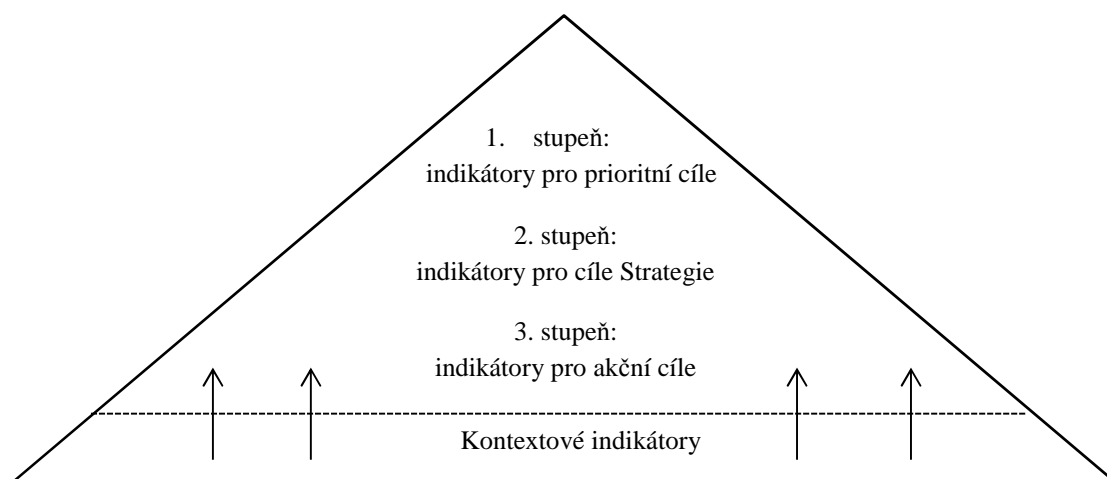 1. stupeň:
indikátory pro prioritní cíle
2. stupeň:
indikátory pro cíle Strategie
3. stupeň:
indikátory pro akční cíle
Kontextové indikátory